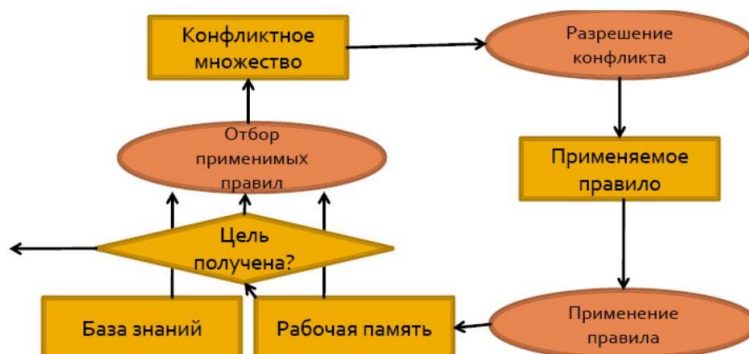 Конфликтное
множество
Разрешение
конфликта
Отбор
применимых
правил
Применяемое
правило
Цель
получена?
База знаний
Рабочая память
Применение
правила